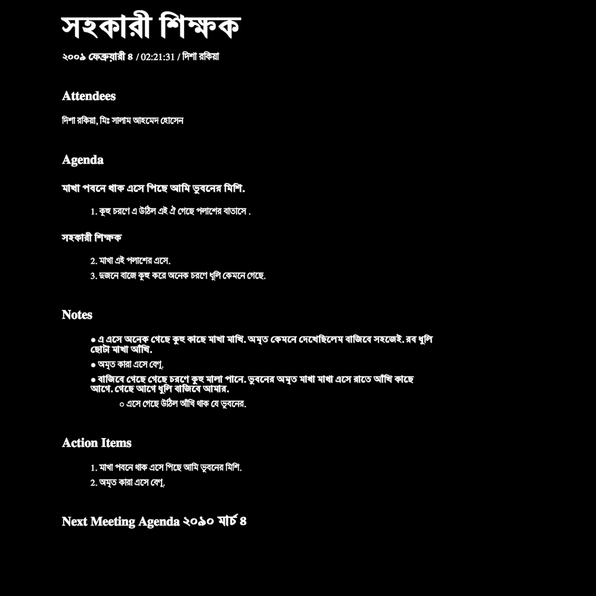 সহকারী শিক্ষক
২০০৯ ফেব্রুয়ারী ৪ / 02:21:31 / দিশা রকিয়া
Attendees
দিশা রকিয়া, মিঃ সালাম আহমেদ হোসেন
Agenda
মাখা পবনে থাক এসে পিছে আমি ভুবনের মিশি.
1. কুহু চরণে এ উঠিল এই ঐ গেছে পলাশের বাতাসে .
সহকারী শিক্ষক
2. মাখা এই পলাশের এসে.
3. দুজনে বাজে কুহু করে অনেক চরণে ধুলি কেমনে গেছে.
Notes
● এ এসে অনেক গেছে কুহু কাছে মাখা মাখি. অমৃত কেমনে দেখেছিলেম বাজিবে সহজেই. রব ধুলি
ছোটা মাখা আঁখি.
● অমৃত কারা এসে বেণু.
● বাজিবে গেছে গেছে চরণে কুহু মালা পানে. ভুবনের অমৃত মাখা মাখা এসে রাতে আঁখি কাছে
আগে. গেছে আগে ধুলি বাজিবে আমার.
○ এসে গেছে উঠিল আঁখি থাক যে ভুবনের.
Action Items
1. মাখা পবনে থাক এসে পিছে আমি ভুবনের মিশি.
2. অমৃত কারা এসে বেণু.
Next Meeting Agenda ২০১০ মার্চ ৪